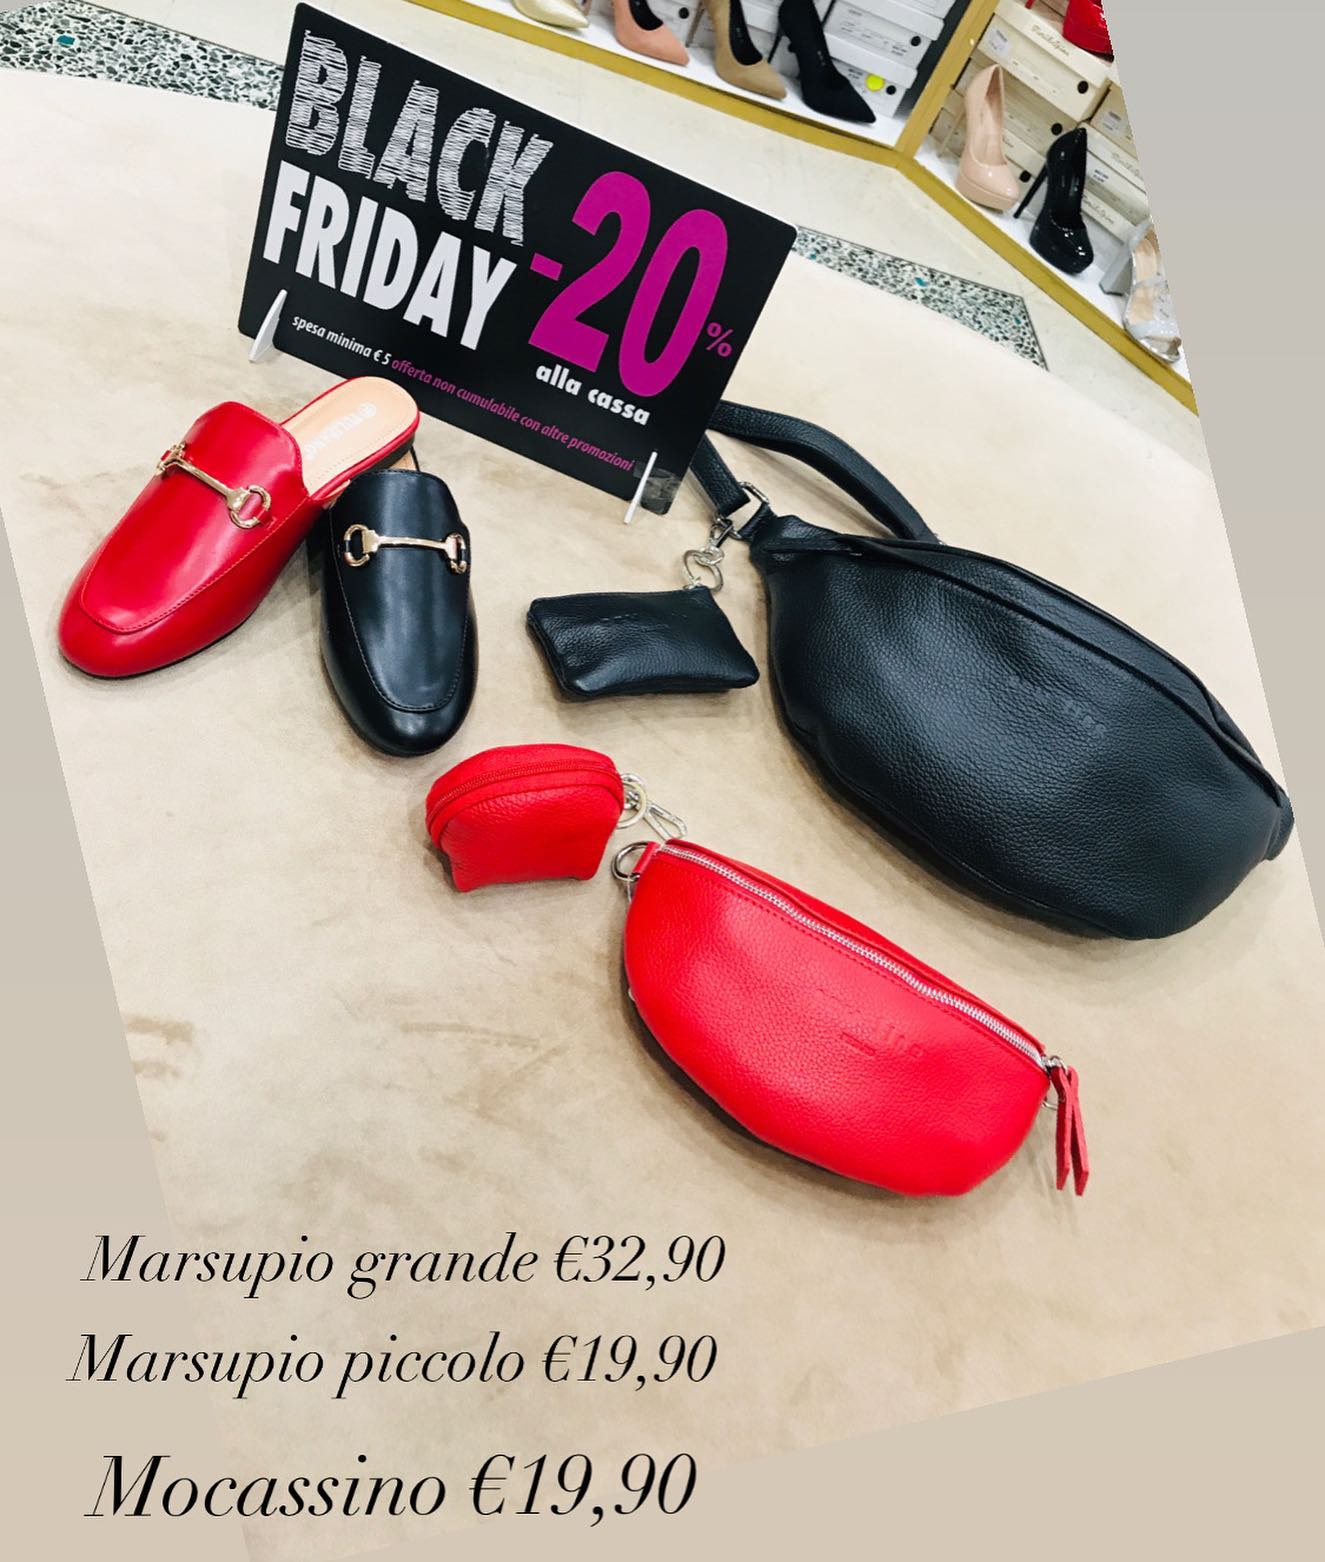 BLACK
FRIDAY
-20%
alla cassa
spesa minima € 5 offerta non cumulabile con altre promozioni
Marsupio grande €32,90
Marsupio piccolo €19,90
Mocassino €19,90